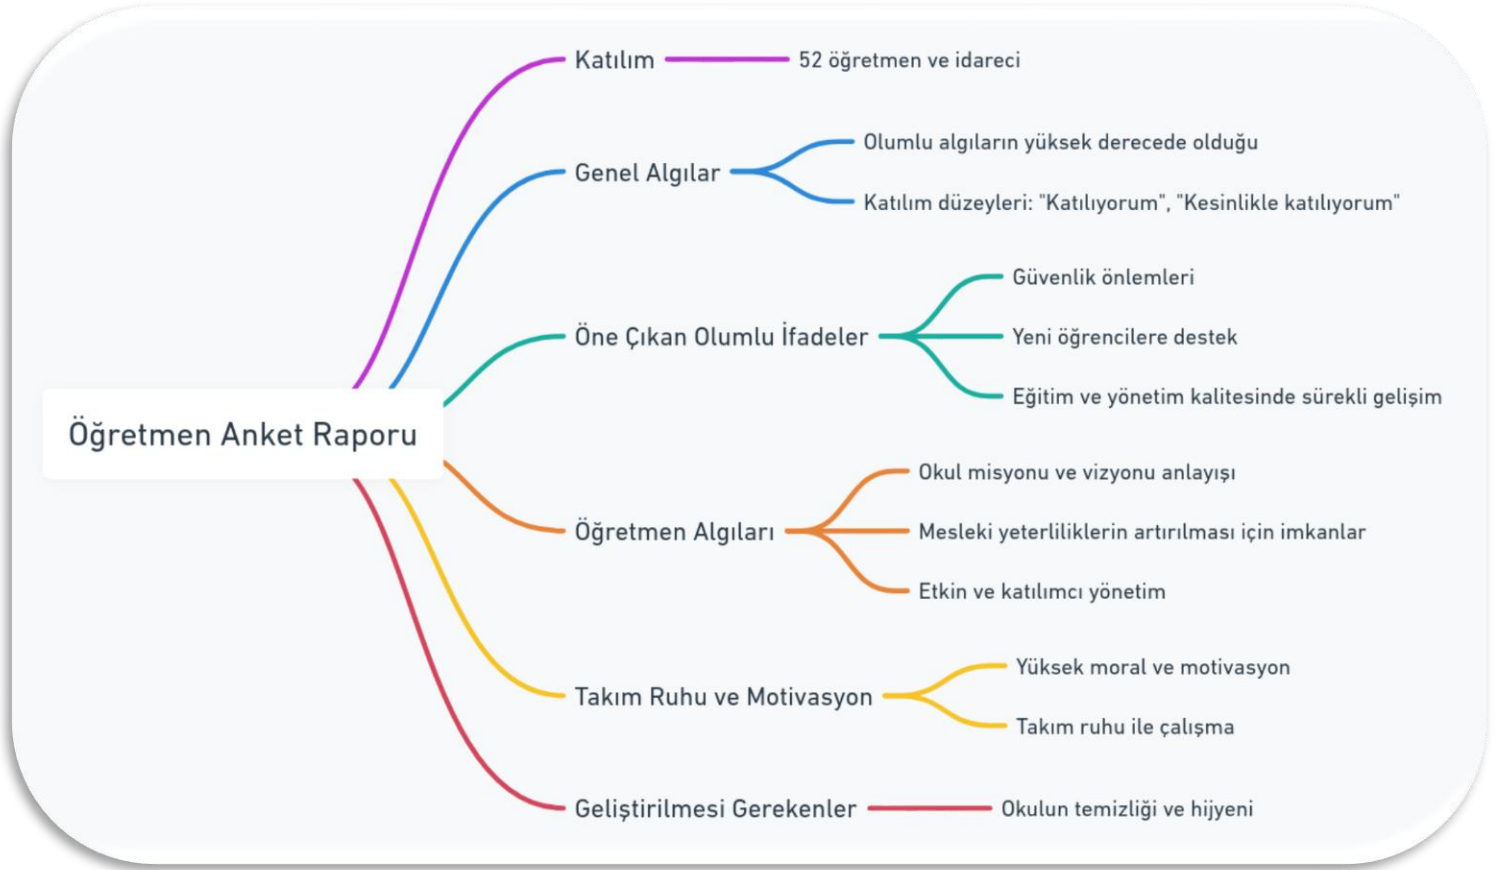 Öğretmen Anket Raporu
Katılım
52 öğretmen ve idareci
Genel Algılar
Olumlu algıların yüksek derecede olduğu
Katılım düzeyleri: "Katılıyorum", "Kesinlikle katılıyorum"
Öne Çıkan Olumlu İfadeler
Güvenlik önlemleri
Yeni öğrencilere destek
Eğitim ve yönetim kalitesinde sürekli gelişim
Öğretmen Algıları
Okul misyonu ve vizyonu anlayışı
Mesleki yeterliliklerin artırılması için imkanlar
Etkin ve katılımcı yönetim
Takım Ruhu ve Motivasyon
Yüksek moral ve motivasyon
Takım ruhu ile çalışma
Geliştirilmesi Gerekenler
Okulun temizliği ve hijyeni